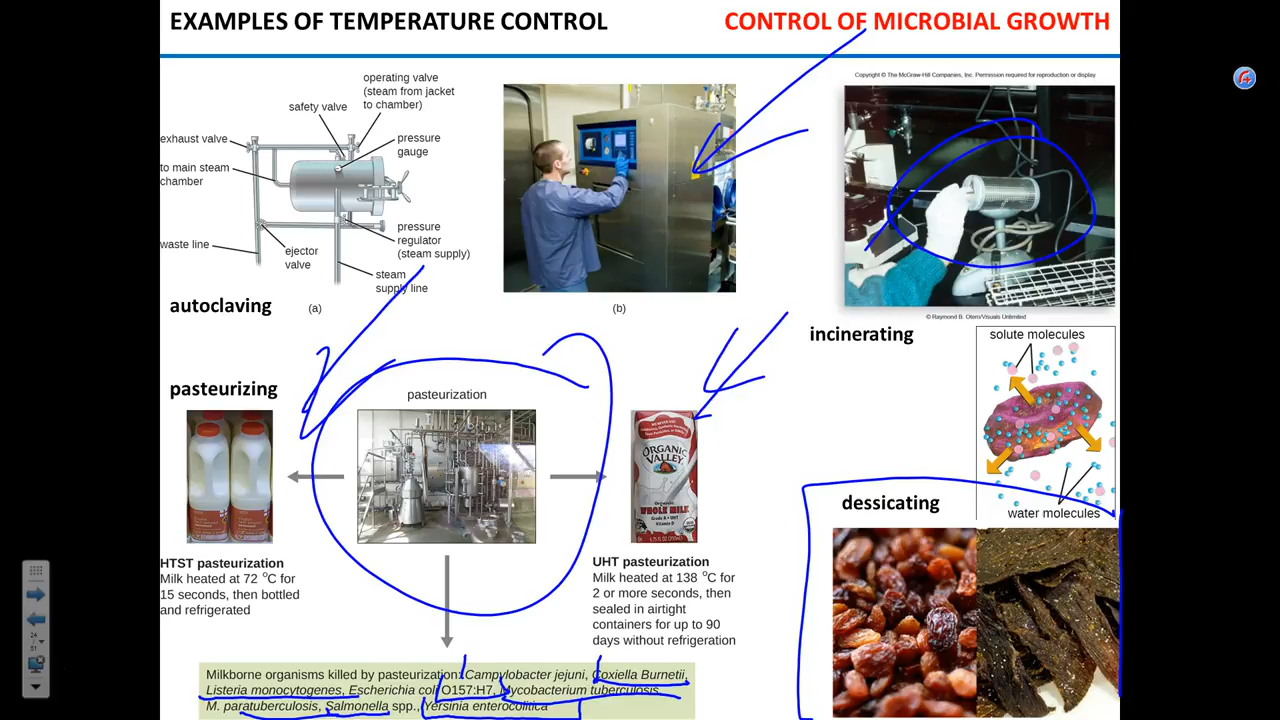 EXAMPLES OF TEMPERATURE CONTROL
CONTROL OF MICROBIAL GROWTH
Copyright © The McGraw-Hill Companies, Inc. Permission required for reproduction or display.
operating valve
(steam from jacket
to chamber)
safety valve
exhaust valve
pressure
gauge
to main steam
chamber
pressure
regulator
(steam supply)
waste line
ejector
valve
steam
supply line
autoclaving
(a)
(b)
© Raymond B. Otero/Visuals Unlimited
incinerating
solute molecules
water molecules
pasteurizing
pasteurization
ORGANIC
VALLEY
Organic
WHOLE MILK
Grade A • UHT
Vitamin D
dessicating
HTST pasteurization
Milk heated at 72 °C for
15 seconds, then bottled
and refrigerated
UHT pasteurization
Milk heated at 138 °C for
2 or more seconds, then
sealed in airtight
containers for up to 90
days without refrigeration
Milkborne organisms killed by pasteurization: Campylobacter jejuni, Coxiella Burnetii,
Listeria monocytogenes, Escherichia coli O157:H7, Mycobacterium tuberculosis,
M. paratuberculosis, Salmonella spp., Yersinia enterocolitica
24
/
51